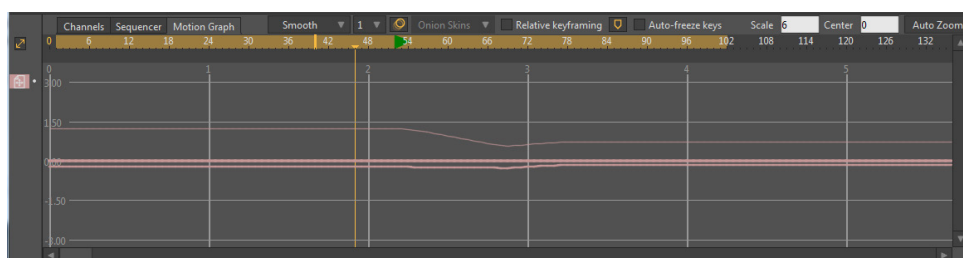 Channels Sequencer Motion Graph Smooth 1 Onion Skins Relative keyframing Auto-freeze keys Scale 6 Center 0 Auto Zoom
0 6 12 18 24 30 36 42 48 54 60 66 72 78 84 90 96 102 108 114 120 126 132
0 1 2 3 4 5
3.00
1.50
0.00
-1.50
-3.00